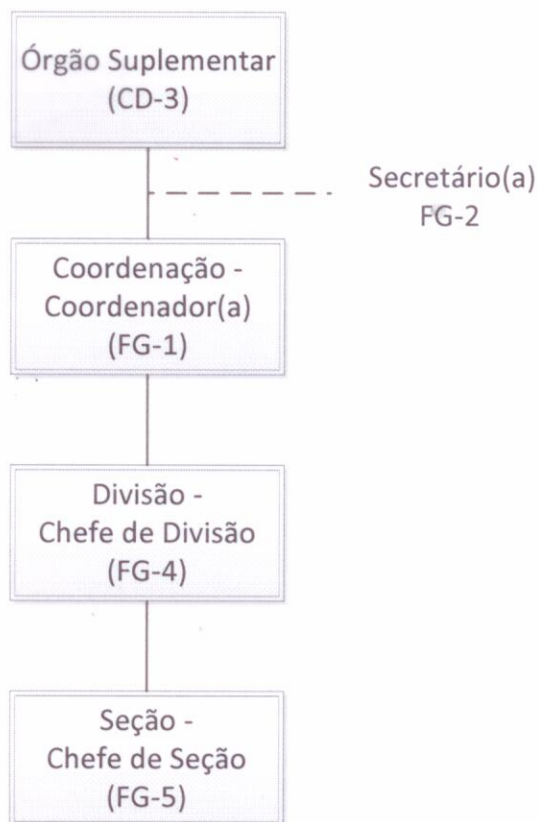 Órgão Suplementar
(CD-3)
Secretário(a)
FG-2
Coordenação -
Coordenador(a)
(FG-1)
Divisão -
Chefe de Divisão
(FG-4)
Seção -
Chefe de Seção
(FG-5)